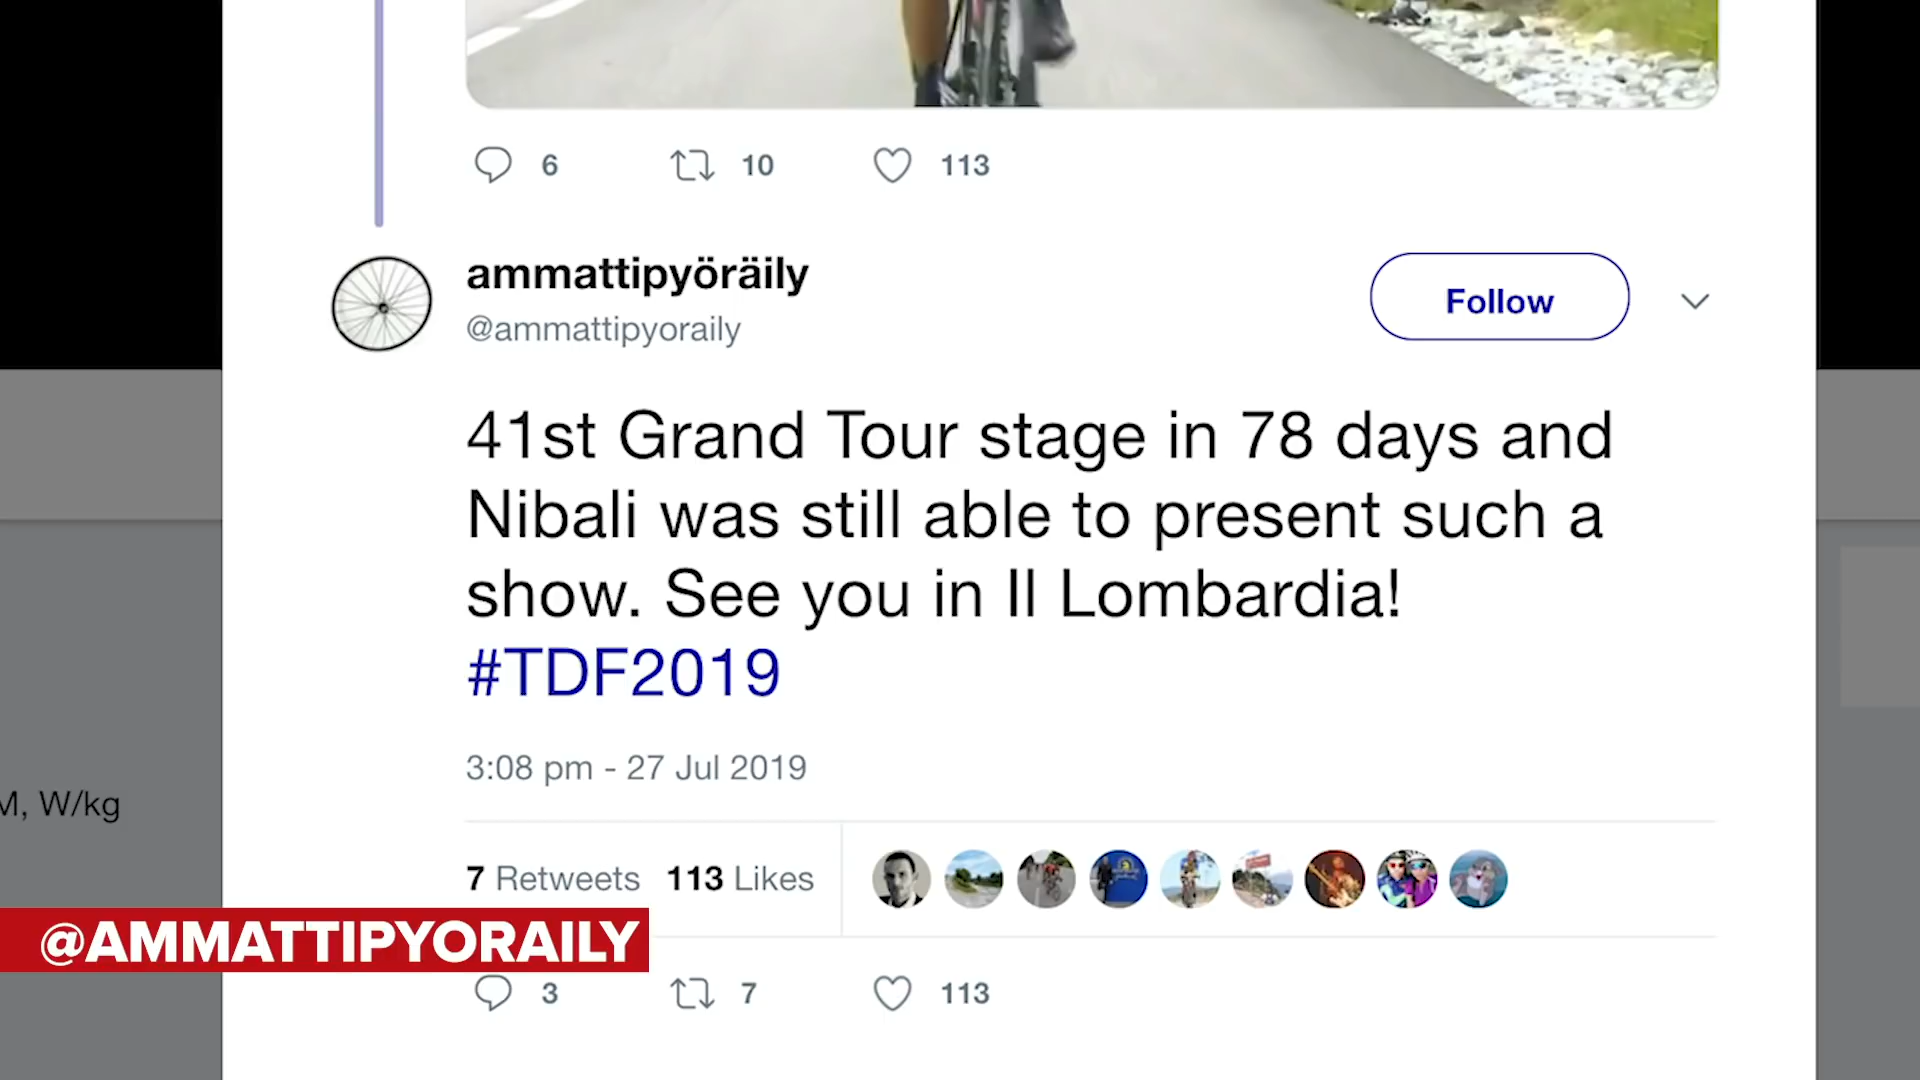 6 10 113
ammattipyöräily
@ammattipyoraily
Follow
41st Grand Tour stage in 78 days and
Nibali was still able to present such a
show. See you in Il Lombardia!
#TDF2019
3:08 pm - 27 Jul 2019
M, W/kg
7 Retweets 113 Likes
@AMMATTIPYORAILY
3 7 113